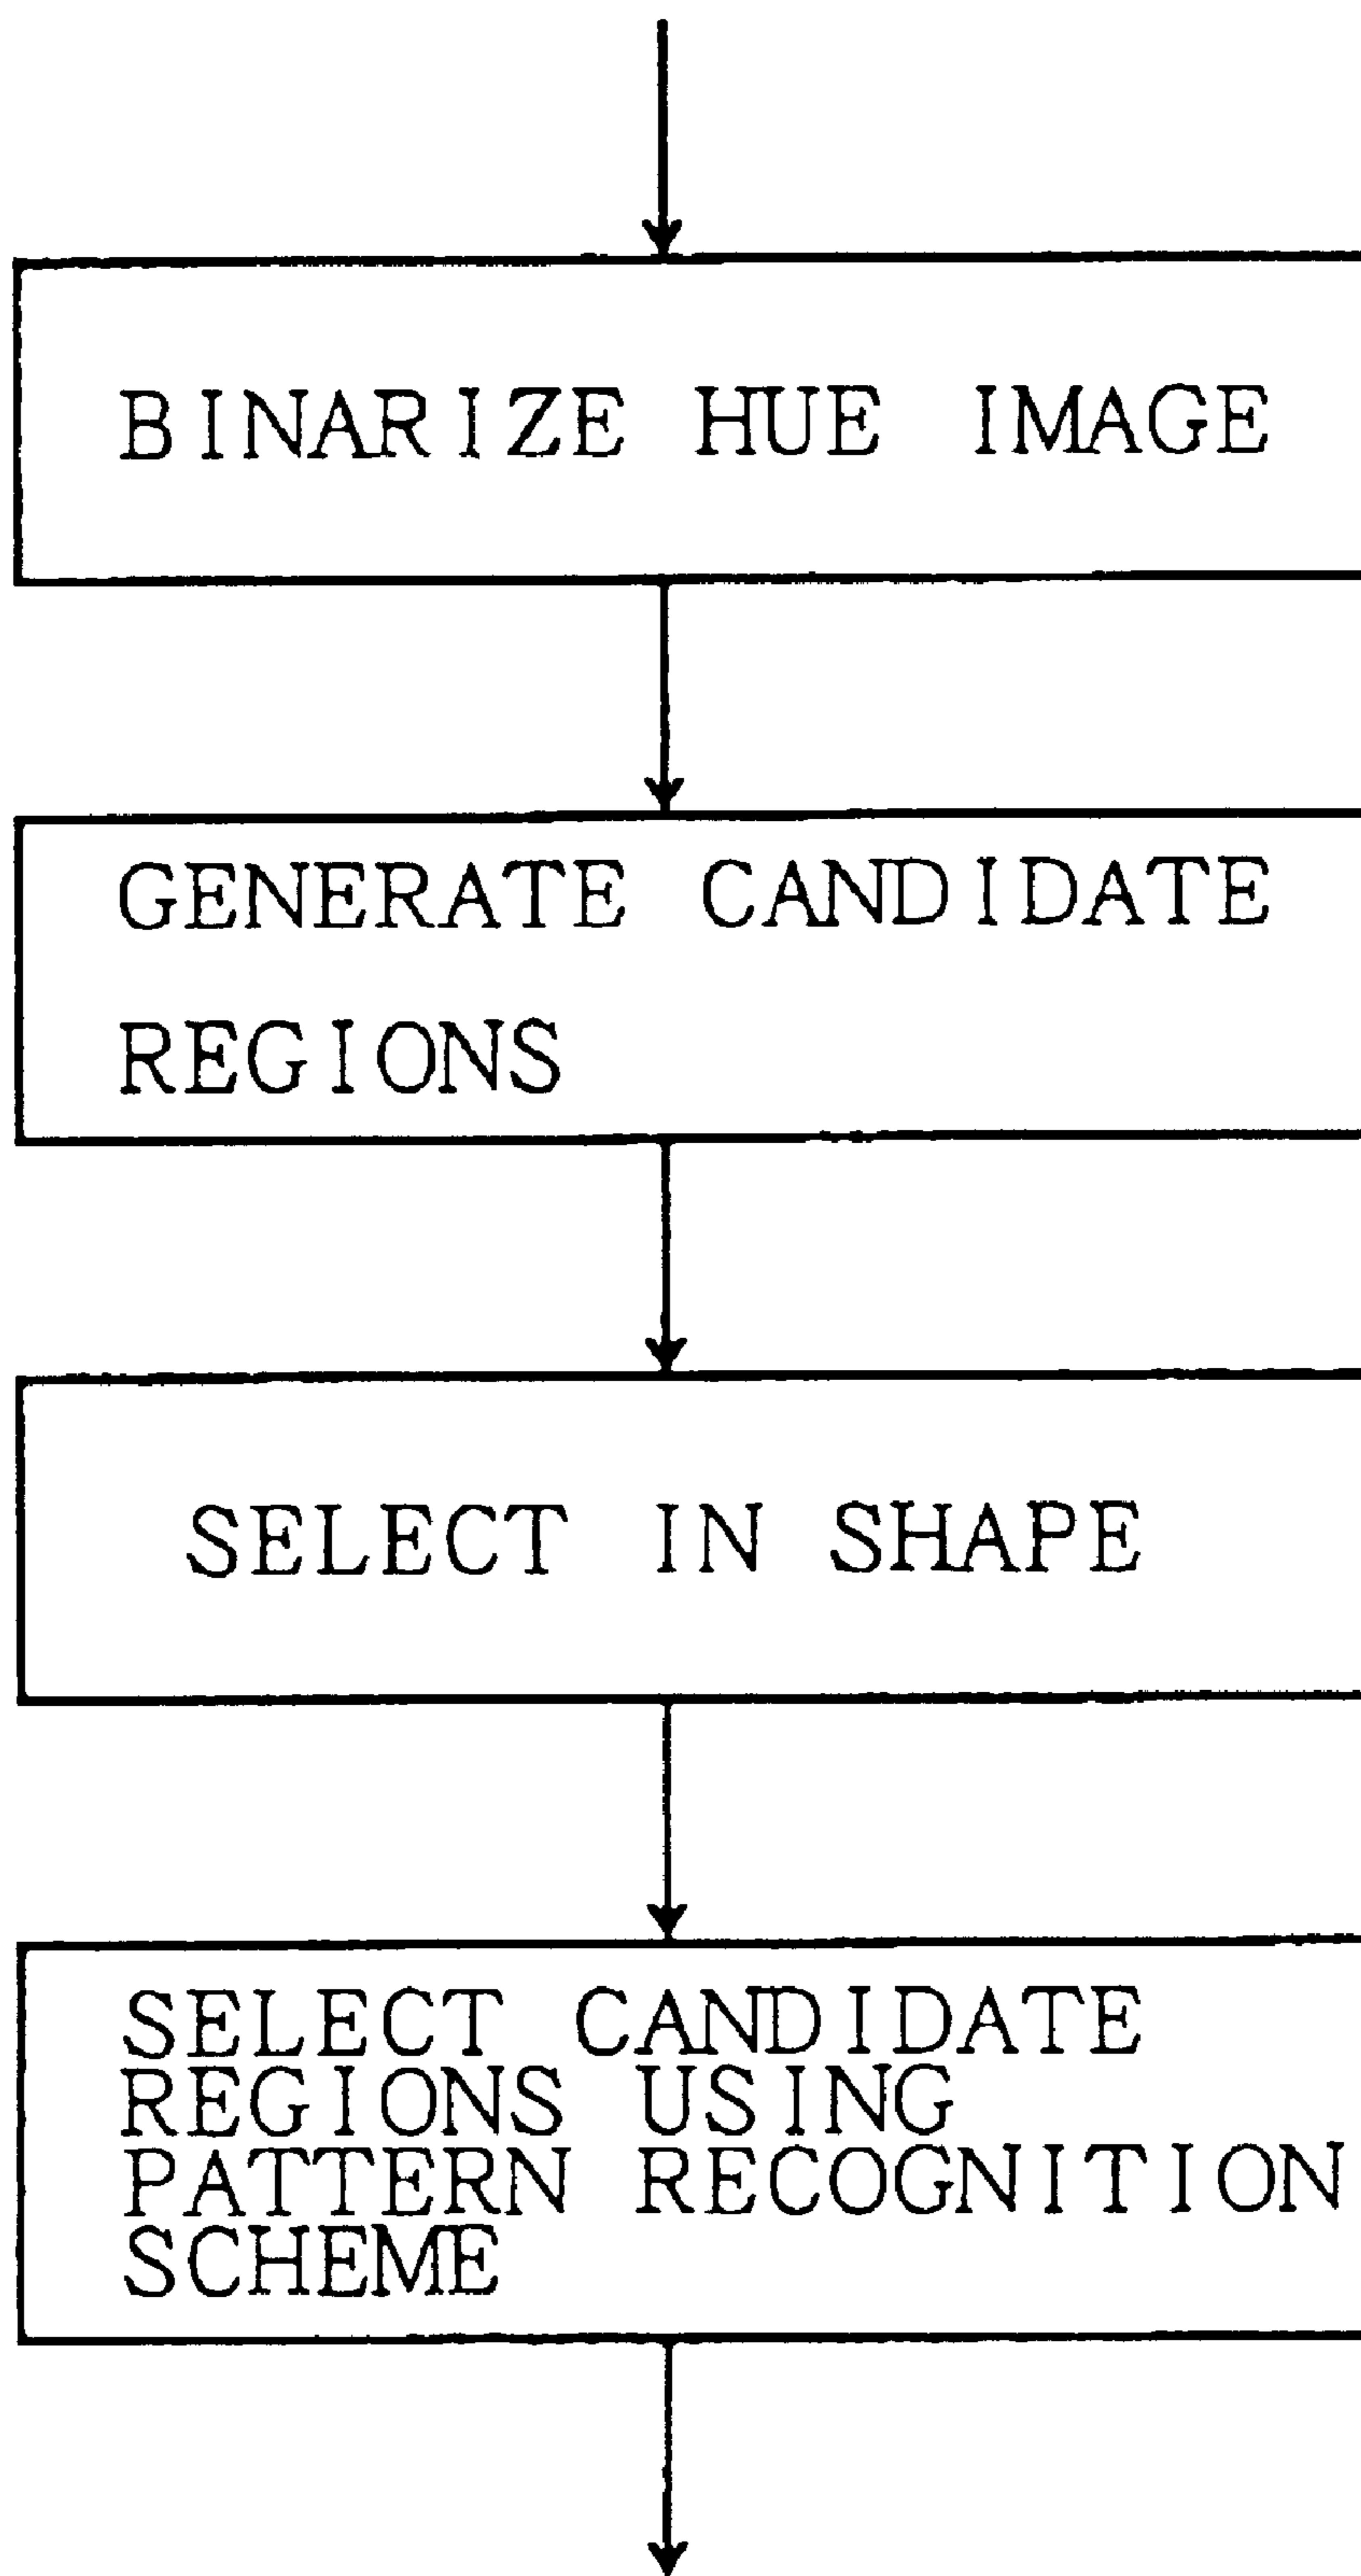 BINARIZE HUE IMAGE
GENERATE CANDIDATE
REGIONS
SELECT IN SHAPE
SELECT CANDIDATE
REGIONS USING
PATTERN RECOGNITION
SCHEME